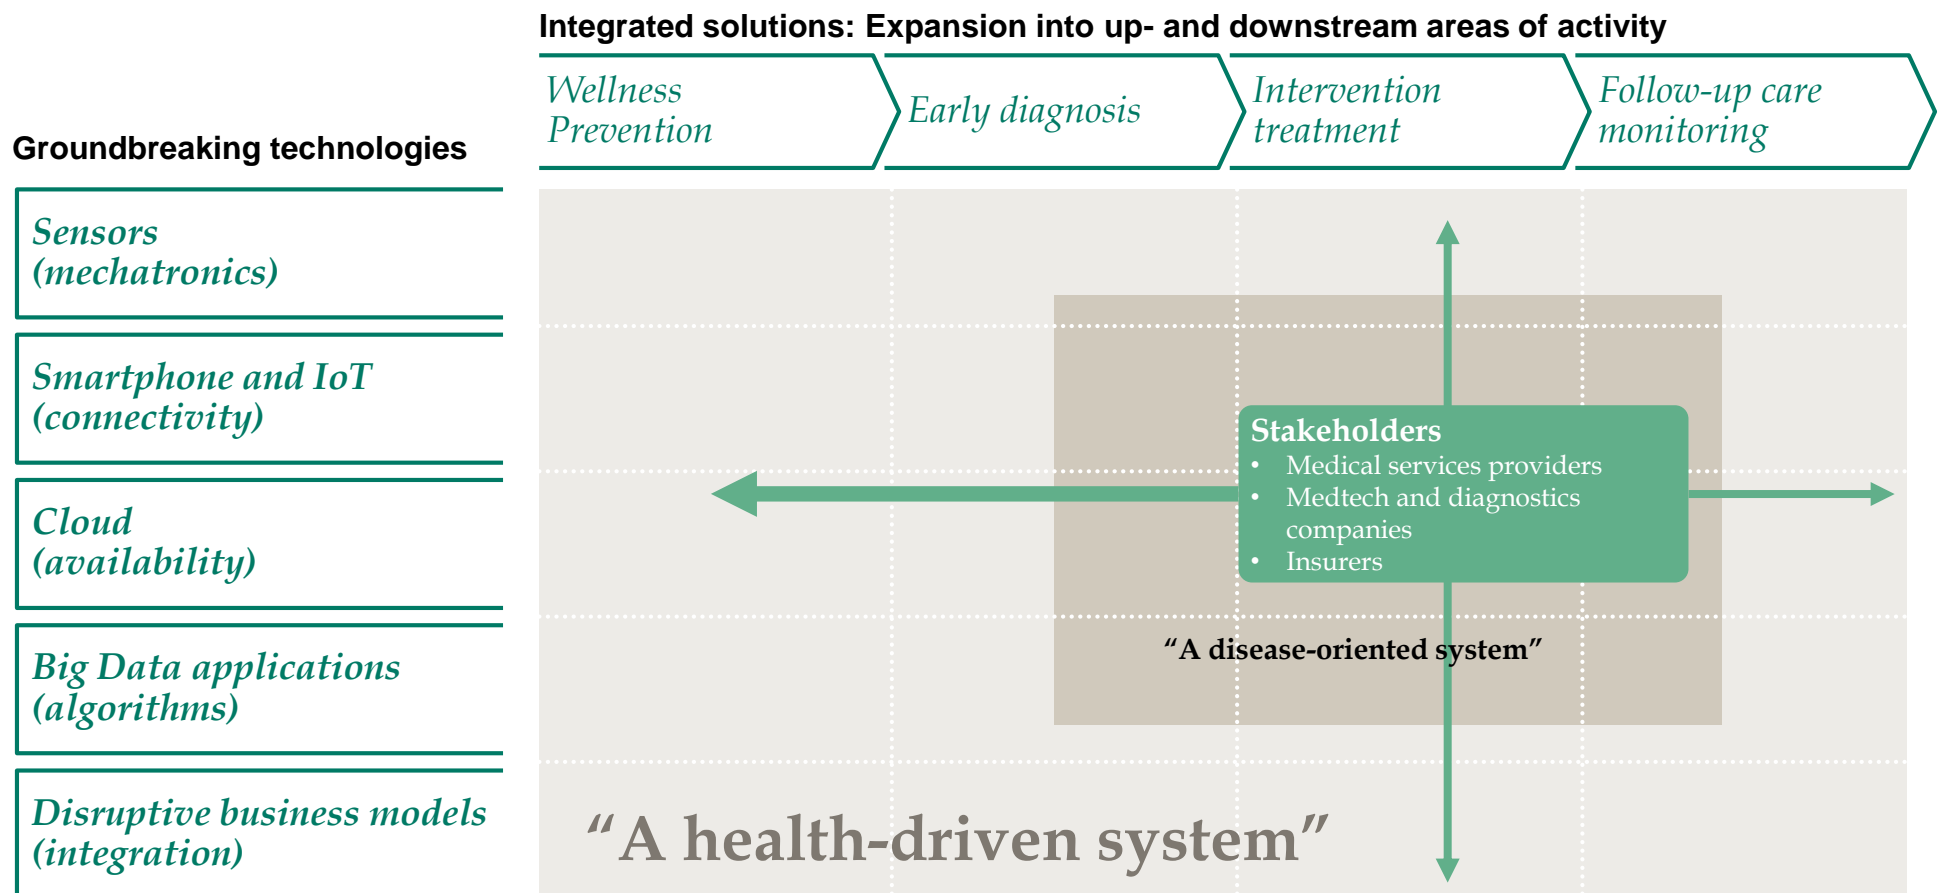 Integrated solutions: Expansion into up- and downstream areas of activity
Wellness
Prevention
Early diagnosis
Intervention
treatment
Follow-up care
monitoring
Groundbreaking technologies
Sensors
(mechatronics)
Smartphone and IoT
(connectivity)
Cloud
(availability)
Big Data applications
(algorithms)
Disruptive business models
(integration)
Stakeholders
• Medical services providers
• Medtech and diagnostics
companies
• Insurers
“A disease-oriented system”
“A health-driven system”